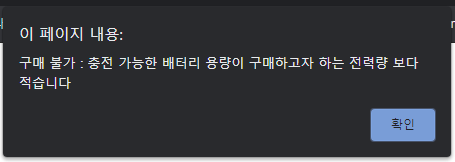 이 페이지 내용:
구매 불가 : 충전 가능한 배터리 용량이 구매하고자 하는 전력량 보다
적습니다
확인